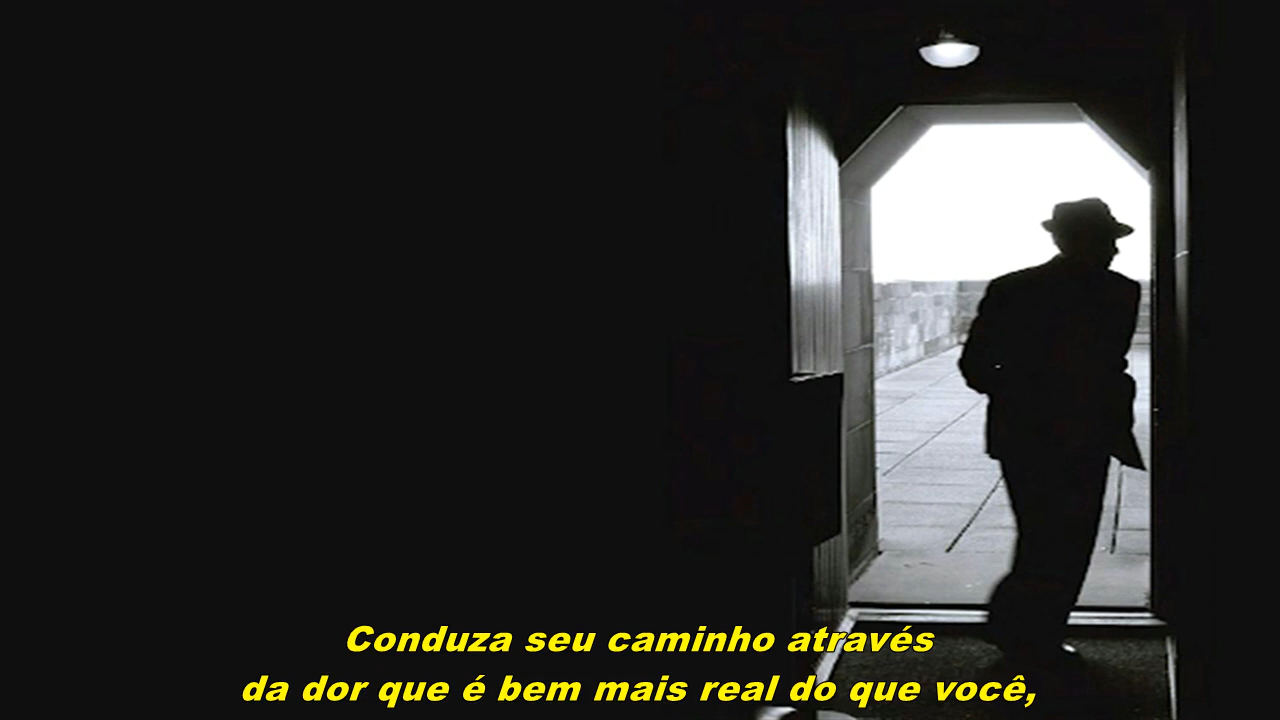 Conduza seu caminho através
da dor que é bem mais real do que você,